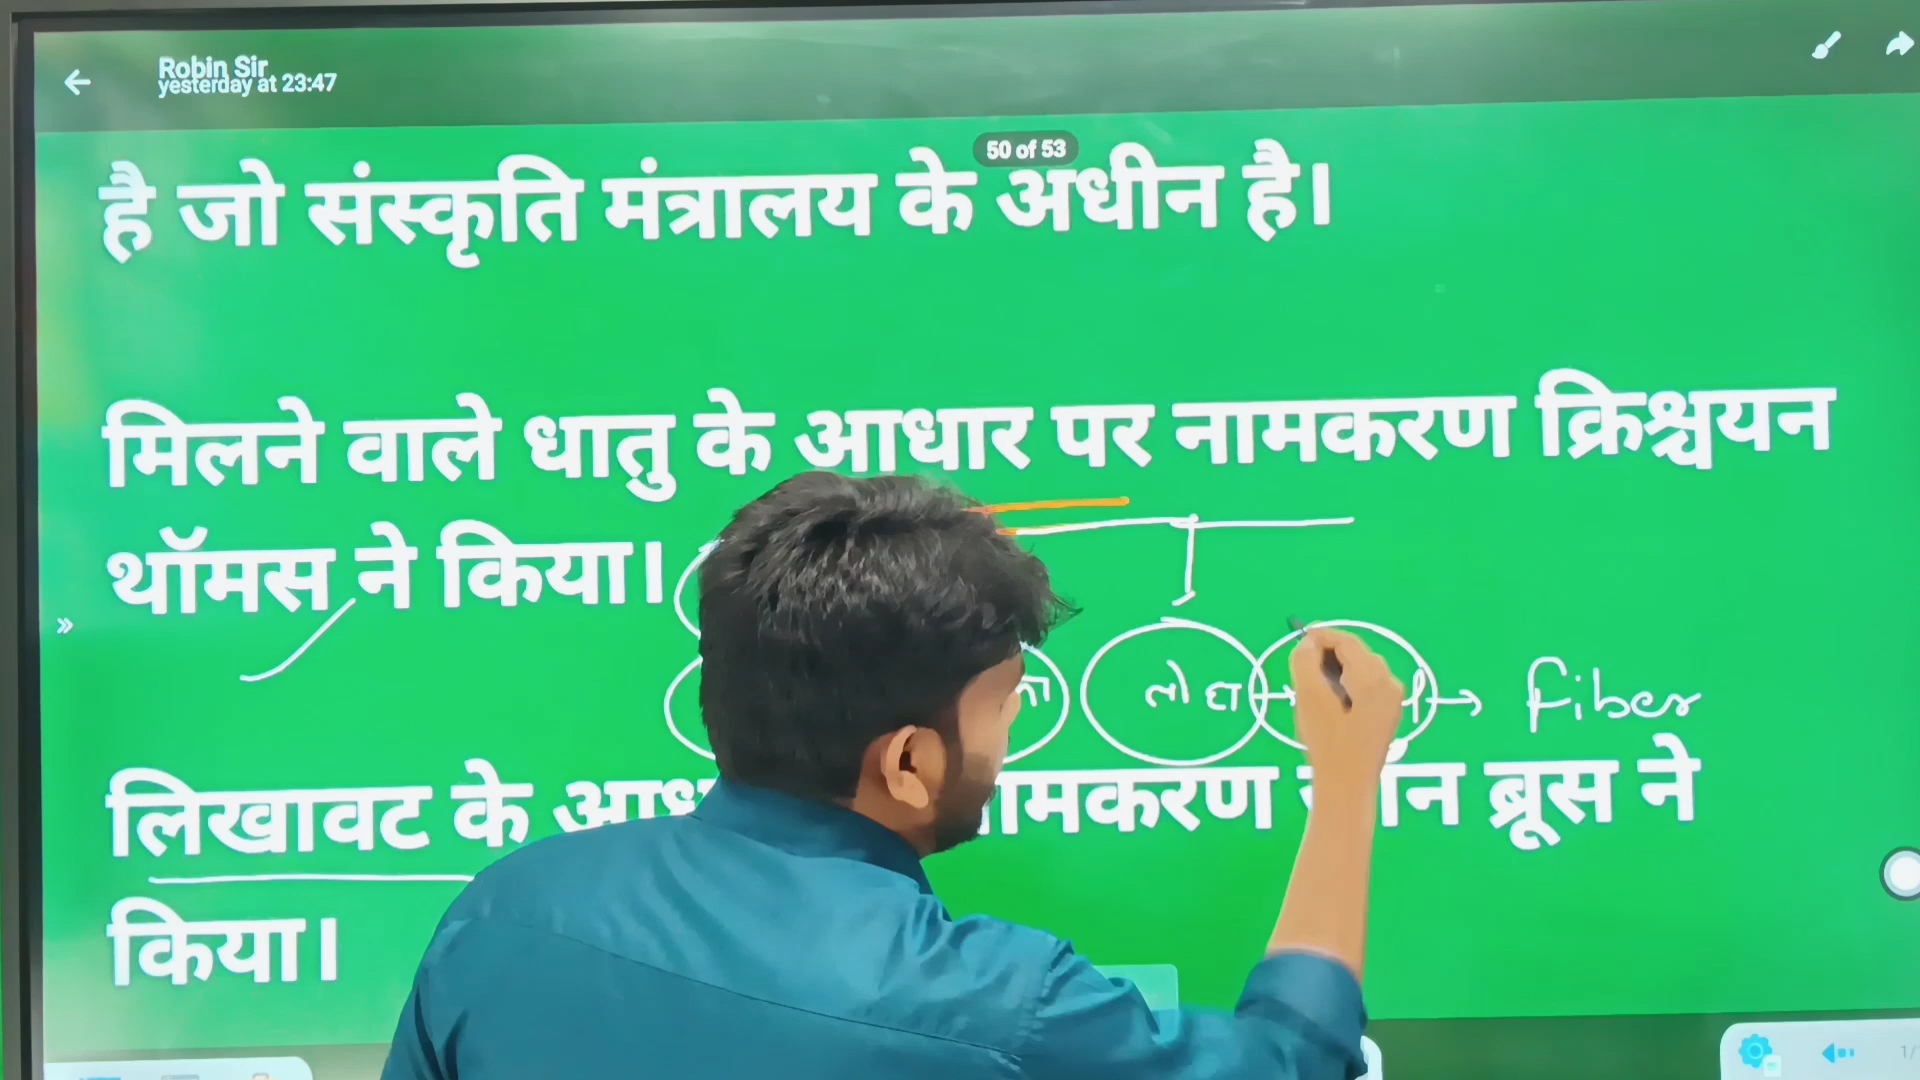 Robin Sir
yesterday at 23:47
50 of 53
है जो संस्कृति मंत्रालय के अधीन है।
मिलने वाले धातु के आधार पर नामकरण क्रिश्चयन
थॉमस ने किया।
लोहा → → fiber
लिखावट के ब्रूस ने
किया।